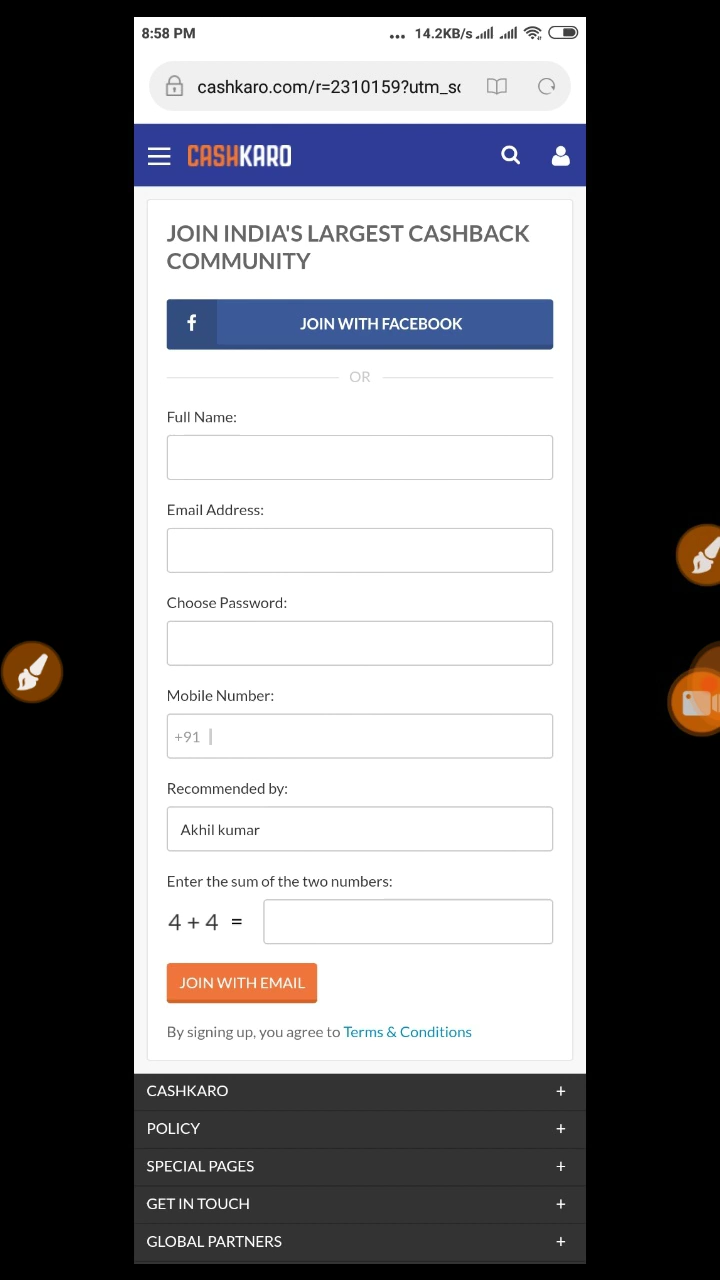 8:58 PM ... 14.2KB/s
cashkaro.com/r=2310159?utm_sc
CASHKARO
JOIN INDIA'S LARGEST CASHBACK
COMMUNITY
f JOIN WITH FACEBOOK
OR
Full Name:
Email Address:
Choose Password:
Mobile Number:
+91
Recommended by:
Akhil kumar
Enter the sum of the two numbers:
4 + 4 =
JOIN WITH EMAIL
By signing up, you agree to Terms & Conditions
CASHKARO +
POLICY +
SPECIAL PAGES +
GET IN TOUCH +
GLOBAL PARTNERS +